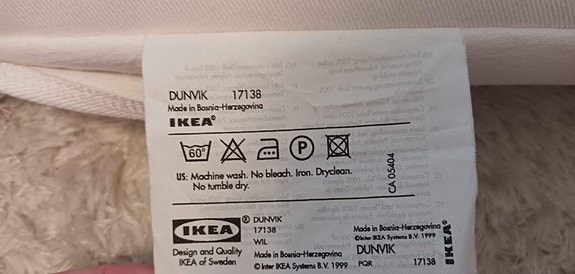 DUNVIK 17138
Made in Bosnia-Herzegovina
IKEA®
60° P
US: Machine wash. No bleach. Iron. Dryclean.
No tumble dry.
CA 05404
IKEA®
Design and Quality
IKEA of Sweden
DUNVIK
17138
WIL
Made in Bosnia-Herzegovina
© Inter IKEA Systems B.V. 1999
Made in Bosnia-Herzegovina
©Inter IKEA Systems B.V. 1999
DUNVIK
PQR 17138
IKEA®